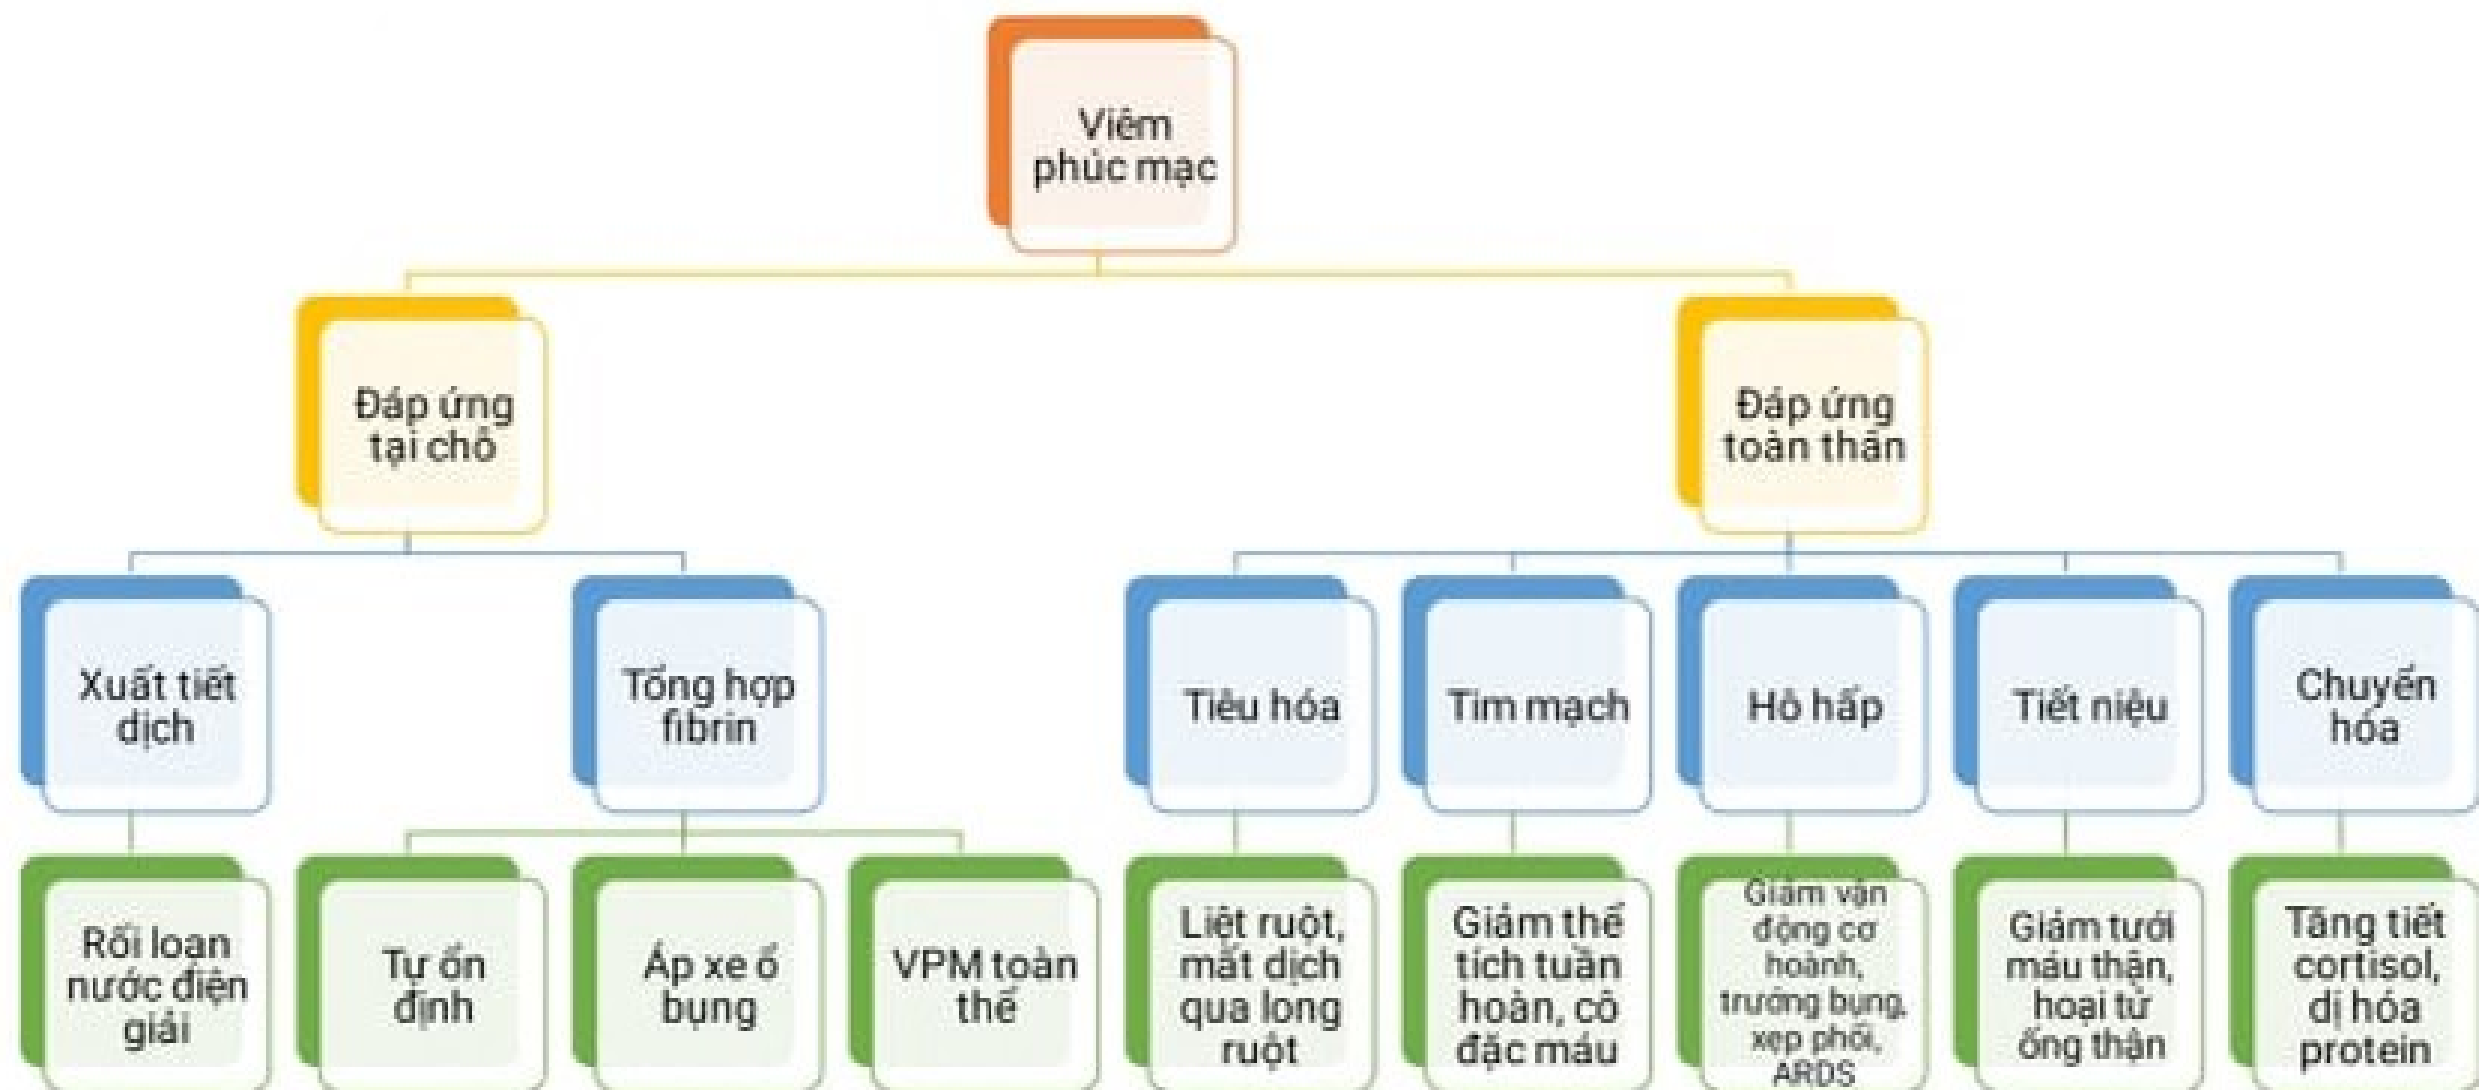 Viêm
phúc mạc
Đáp ứng
tại chỗ
Đáp ứng
toàn thân
Xuất tiết
dịch
Tổng hợp
fibrin
Tiêu hóa
Tim mạch
Hô hấp
Tiết niệu
Chuyển
hóa
Rối loạn
nước điện
giải
Tự ổn
định
Áp xe ổ
bụng
VPM toàn
thể
Liệt ruột,
mất dịch
qua long
ruột
Giảm thể
tích tuần
hoàn, cô
đặc máu
Giảm vận
động cơ
hoành,
trướng bụng,
xẹp phổi,
ARDS
Giảm tưới
máu thận,
hoại tử
ống thận
Tăng tiết
cortisol,
dị hóa
protein